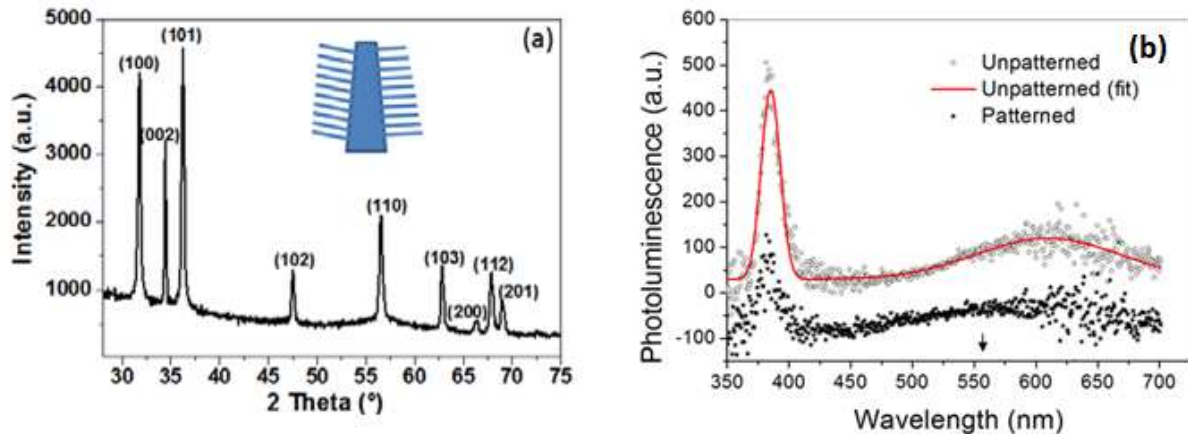 (a)
5000
4000
3000
2000
1000
Intensity (a.u.)
(100)
(002)
(101)
(102)
(110)
(103)
(200)
(112)
(201)
30 35 40 45 50 55 60 65 70 75
2 Theta (°)
(b)
600
500
400
300
200
100
0
-100
Photoluminescence (a.u.)
Unpatterned
Unpatterned (fit)
Patterned
350 400 450 500 550 600 650 700
Wavelength (nm)